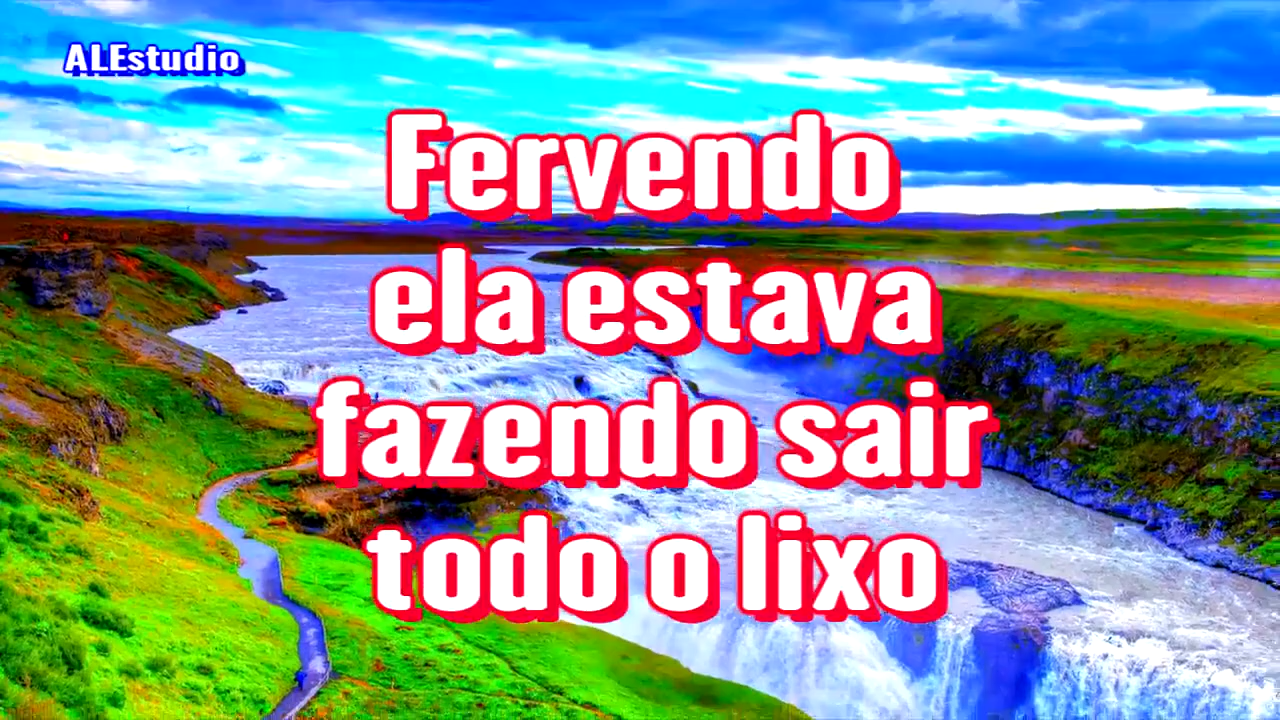 ALEstudio
Fervendo
ela estava
fazendo sair
todo o lixo